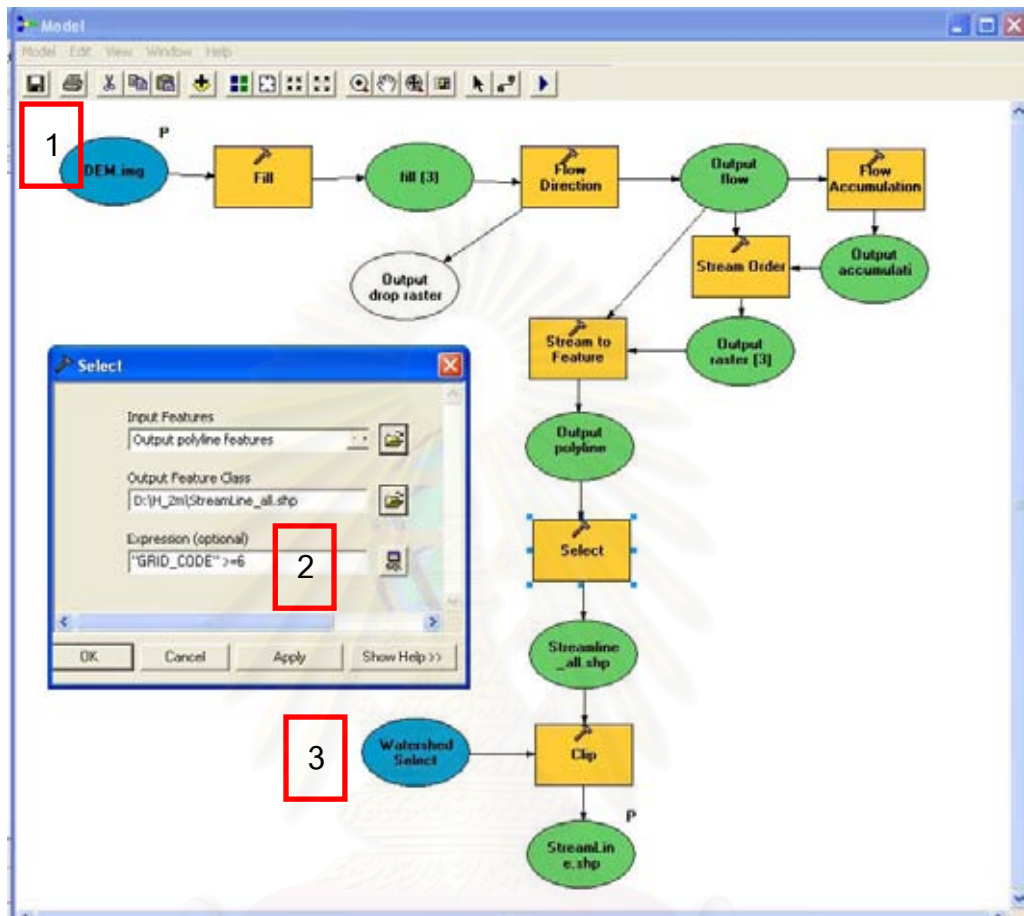 Model
Model Edit View Window Help
1
P
DEM.img
Fill
fill (3)
Flow
Direction
Output
flow
Flow
Accumulation
Output
drop raster
Stream Order
Output
accumulati
Stream to
Feature
Output
raster (3)
Output
polyline
Select
Input Features
Output polyline features
Output Feature Class
D:\H_2m\StreamLine_all.shp
Expression (optional)
"GRID_CODE" >=6
2
OK
Cancel
Apply
Show Help >>
Select
Streamline
_all.shp
3
Watershed
Select
Clip
P
StreamLin
e.shp